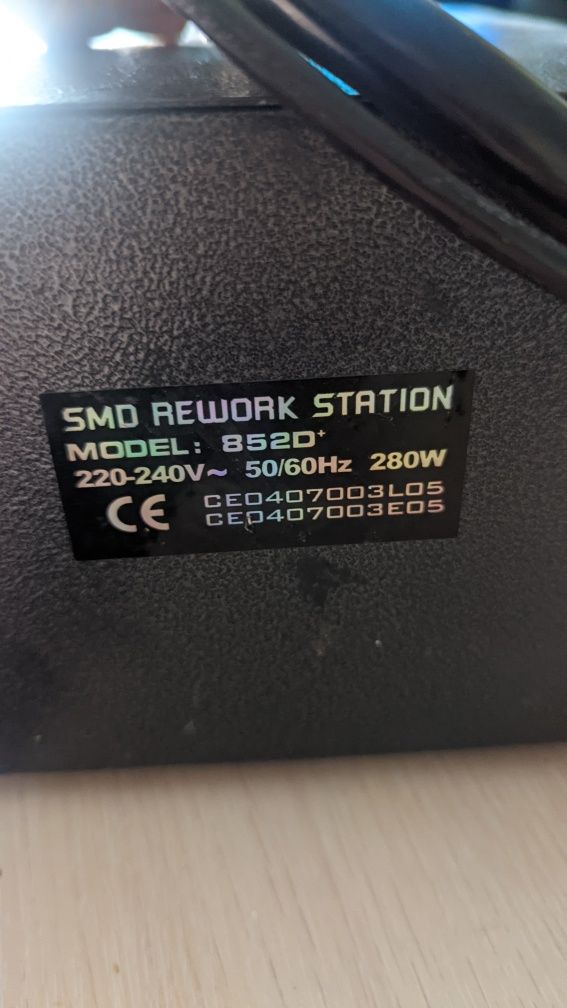 SMD REWORK STATION
MODEL: 852D+
220-240V~ 50/60Hz 280W
CE CE0407003L05
CE0407003E05